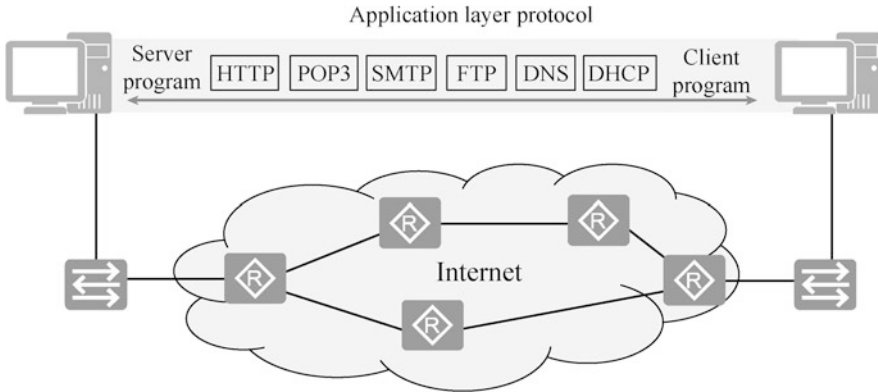 Application layer protocol
Server program
HTTP POP3 SMTP FTP DNS DHCP
Client program
R
R
R
Internet
R
R